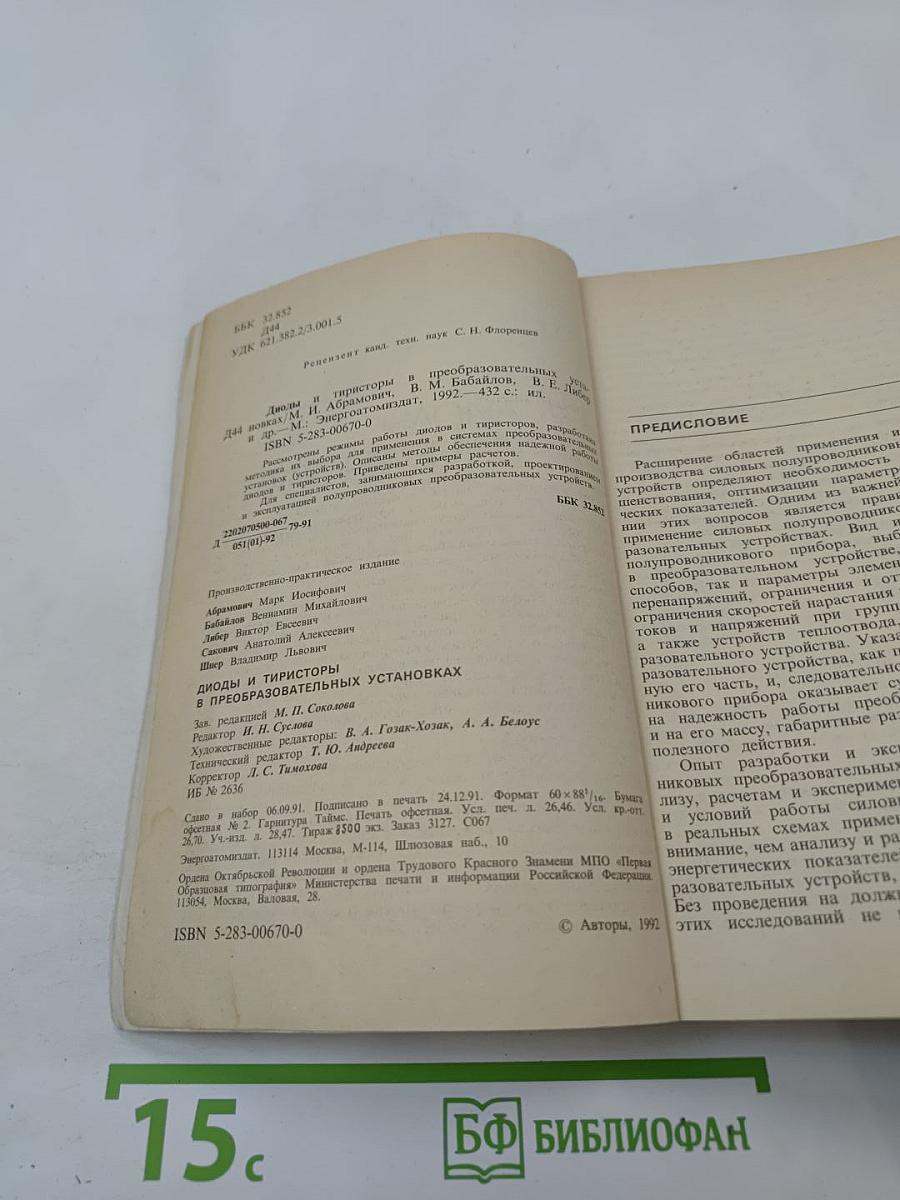 ББК 32.852
Д44
УДК 621.382.2/3.001.5
Рецензент канд. техн. наук С. Н. Флоренцев
Диоды и тиристоры в преобразовательных уста-
Д44 новках/М. И. Абрамович, В. М. Бабайлов, В. Е. Либер
и др.— М.: Энергоатомиздат, 1992.—432 с.: ил.
ISBN 5-283-00670-0
Рассмотрены режимы работы диодов и тиристоров, разработана
методика их выбора для применения в системах преобразовательных
установок (устройств). Описаны методы обеспечения надежной работы
диодов и тиристоров. Приведены примеры расчетов.
Для специалистов, занимающихся разработкой, проектированием
и эксплуатацией полупроводниковых преобразовательных устройств.
Д 2202070500-067 79-91
051(01)-92
ББК 32.852
Производственно-практическое издание
Абрамович Марк Иосифович
Бабайлов Вениамин Михайлович
Либер Виктор Евсеевич
Сакович Анатолий Алексеевич
Шпер Владимир Львович
ДИОДЫ И ТИРИСТОРЫ
В ПРЕОБРАЗОВАТЕЛЬНЫХ УСТАНОВКАХ
Зав. редакцией М. П. Соколова
Редактор И. Н. Суслова
Художественные редакторы: В. А. Гозак-Хозак, А. А. Белоус
Технический редактор Т. Ю. Андреева
Корректор Л. С. Тимохова
ИБ № 2636
Сдано в набор 06.09.91. Подписано в печать 24.12.91. Формат 60×88¹/₁₆. Бумага
офсетная № 2. Гарнитура Таймс. Печать офсетная. Усл. печ. л. 26,46. Усл. кр.-отт.
26,70. Уч.-изд. л. 28,47. Тираж 8500 экз. Заказ 3127. С067
Энергоатомиздат. 113114 Москва, М-114, Шлюзовая наб., 10
Ордена Октябрьской Революции и ордена Трудового Красного Знамени МПО «Первая
Образцовая типография» Министерства печати и информации Российской Федерации.
113054, Москва, Валовая, 28.
ISBN 5-283-00670-0
© Авторы, 1992
ПРЕДИСЛОВИЕ
Расширение областей применения и
производства силовых полупроводников
устройств определяют необходимость
шенствования, оптимизации параметр
ческих показателей. Одним из важней
нии этих вопросов является прави
применение силовых полупроводнико
разовательных устройствах. Вид и
полупроводникового прибора, выб
в преобразовательном устройстве,
способов, так и параметры элемен
перенапряжений, ограничения и от
ограничения скоростей нарастания
токов и напряжений при групп
а также устройств теплоотвода,
разовательного устройства. Указа
разовательного устройства, как п
ную его часть, и, следовательно
никового прибора оказывает су
на надежность работы преоб
и на его массу, габаритные раз
полезного действия.
Опыт разработки и экс
никовых преобразовательных
лизу, расчетам и эксперимен
и условий работы силовы
в реальных схемах приме
внимание, чем анализу и ра
энергетических показателе
разовательных устройств,
Без проведения на долж
этих исследований не
15 с
БФ БИБЛИОФАН